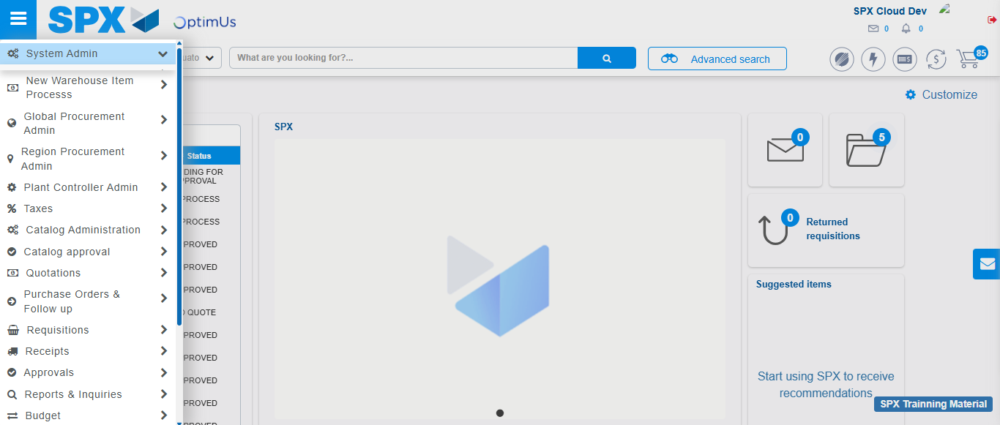 SPX
OptimUs
SPX Cloud Dev
0
0
System Admin
uato
What are you looking for?...
Advanced search
85
New Warehouse Item
Processs
Customize
Global Procurement
Admin
Region Procurement
Admin
Plant Controller Admin
Taxes
Catalog Administration
Catalog approval
Quotations
Purchase Orders &
Follow up
Requisitions
Receipts
Approvals
Reports & Inquiries
Budget
Status
DING FOR
PROVAL
PROCESS
PROCESS
PROVED
PROVED
PROVED
QUOTE
PROVED
PROVED
PROVED
PROVED
PROVED
SPX
0
5
0
Returned
requisitions
Suggested items
Start using SPX to receive
recommendations
SPX Trainning Material